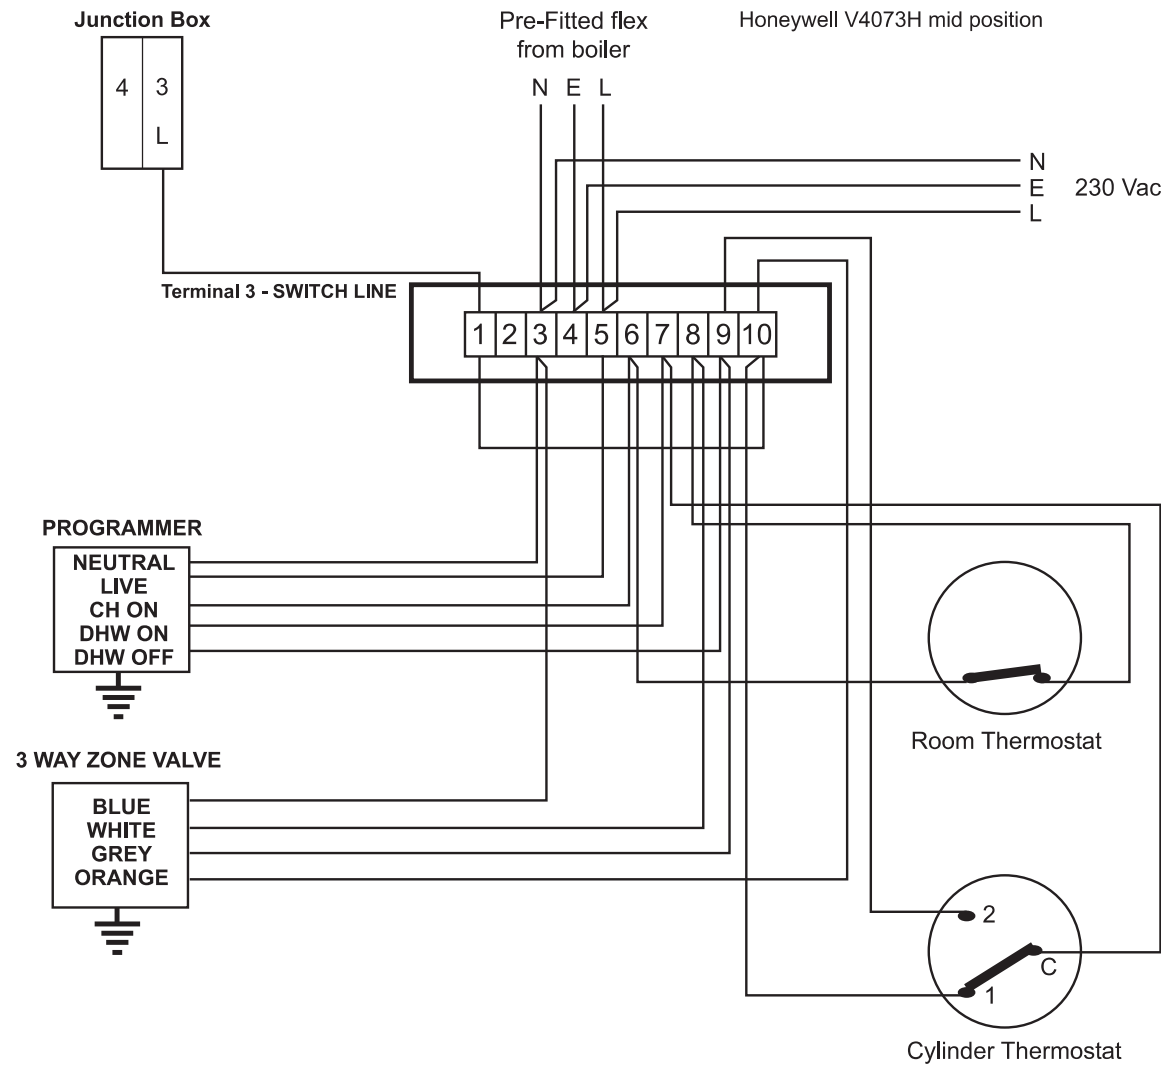 Junction Box
4 3
L
Pre-Fitted flex
from boiler
N E L
Honeywell V4073H mid position
N
E
L
230 Vac
Terminal 3 - SWITCH LINE
1 2 3 4 5 6 7 8 9 10
PROGRAMMER
NEUTRAL
LIVE
CH ON
DHW ON
DHW OFF
3 WAY ZONE VALVE
BLUE
WHITE
GREY
ORANGE
Room Thermostat
2
C
1
Cylinder Thermostat